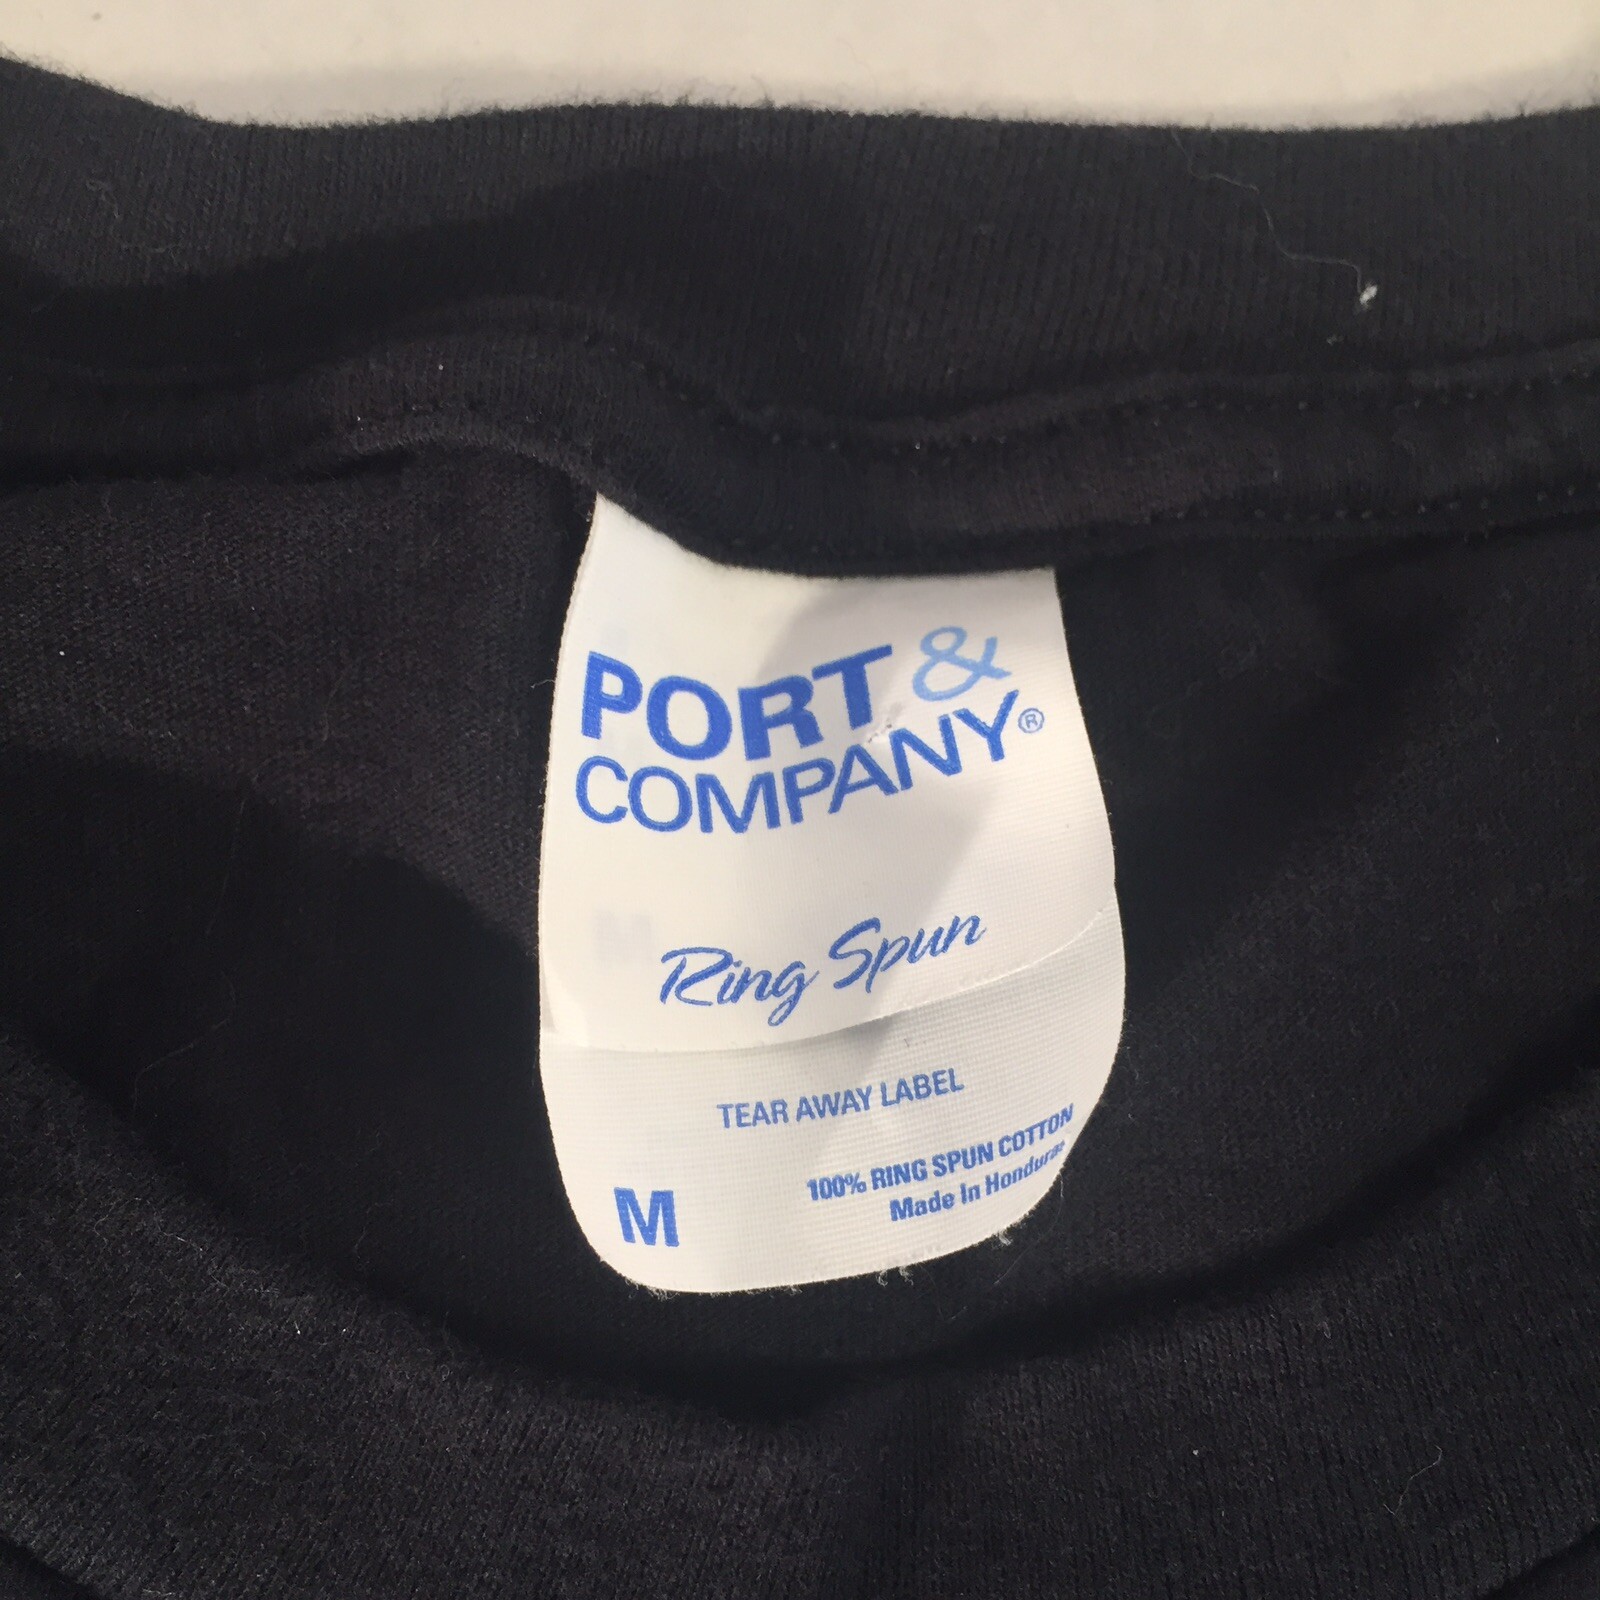 PORT &
COMPANY®
Ring Spun
TEAR AWAY LABEL
100% RING SPUN COTTON
Made In Honduras
M